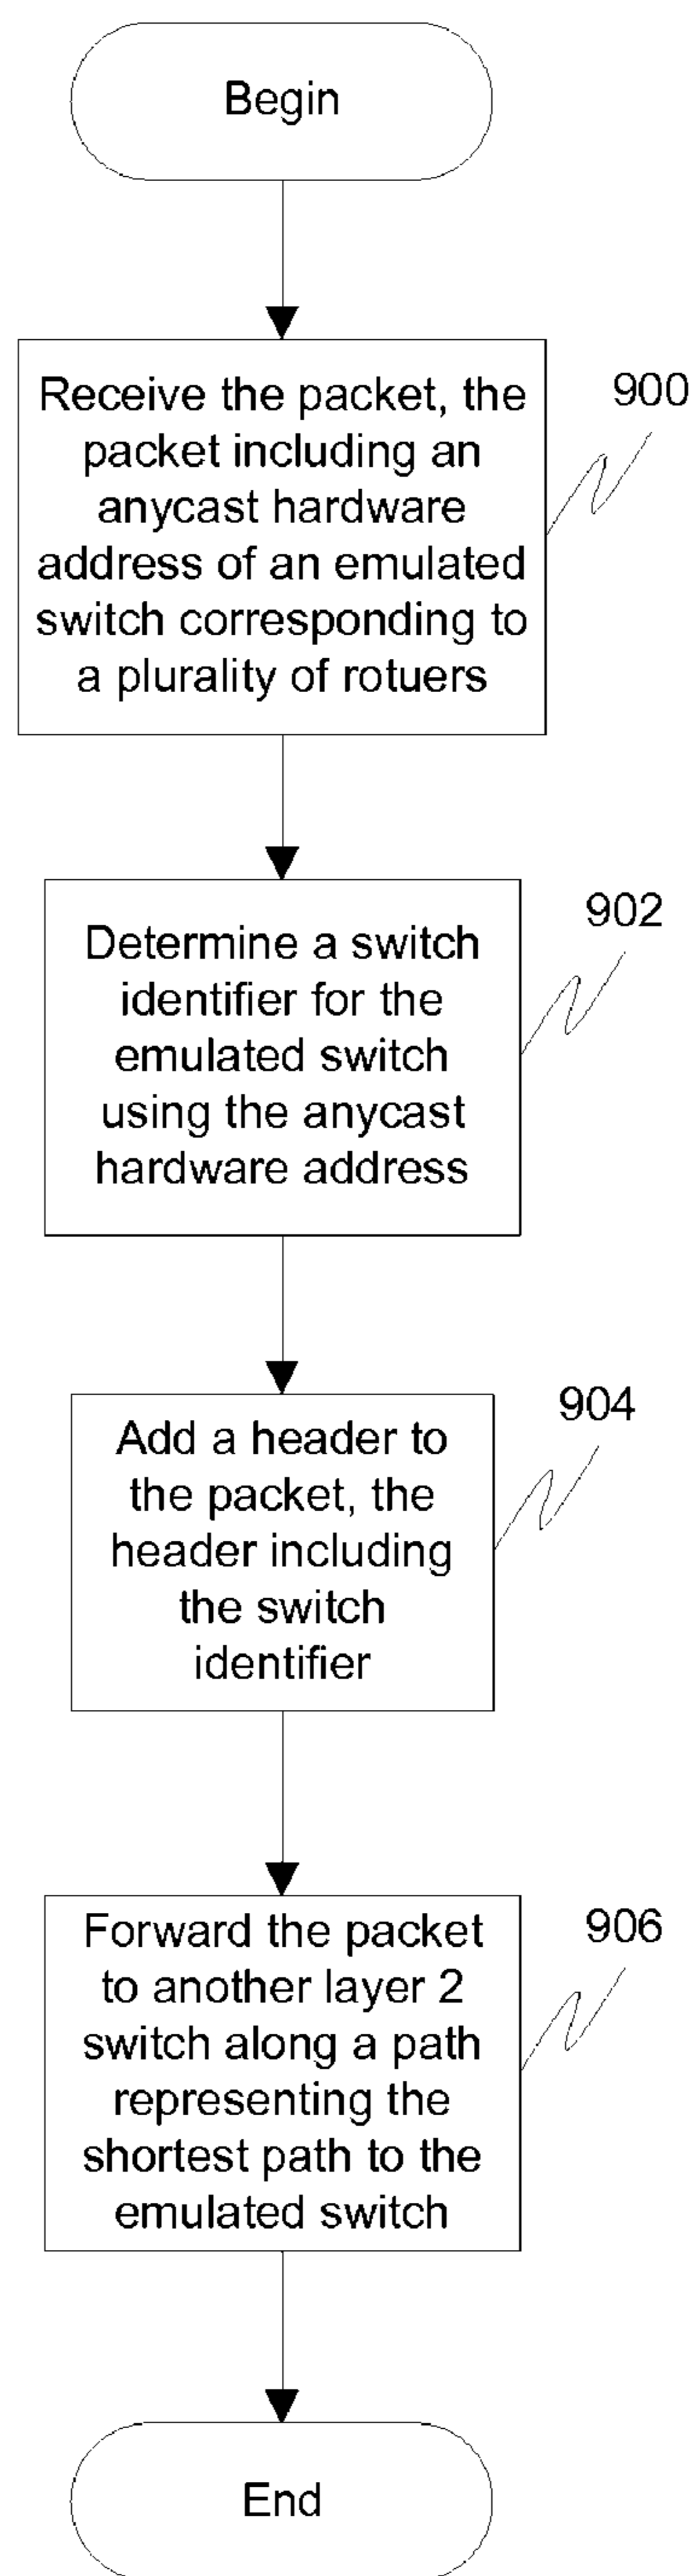 Begin
Receive the packet, the
packet including an
anycast hardware
address of an emulated
switch corresponding to
a plurality of rotuers
900
Determine a switch
identifier for the
emulated switch
using the anycast
hardware address
902
Add a header to
the packet, the
header including
the switch
identifier
904
Forward the packet
to another layer 2
switch along a path
representing the
shortest path to the
emulated switch
906
End